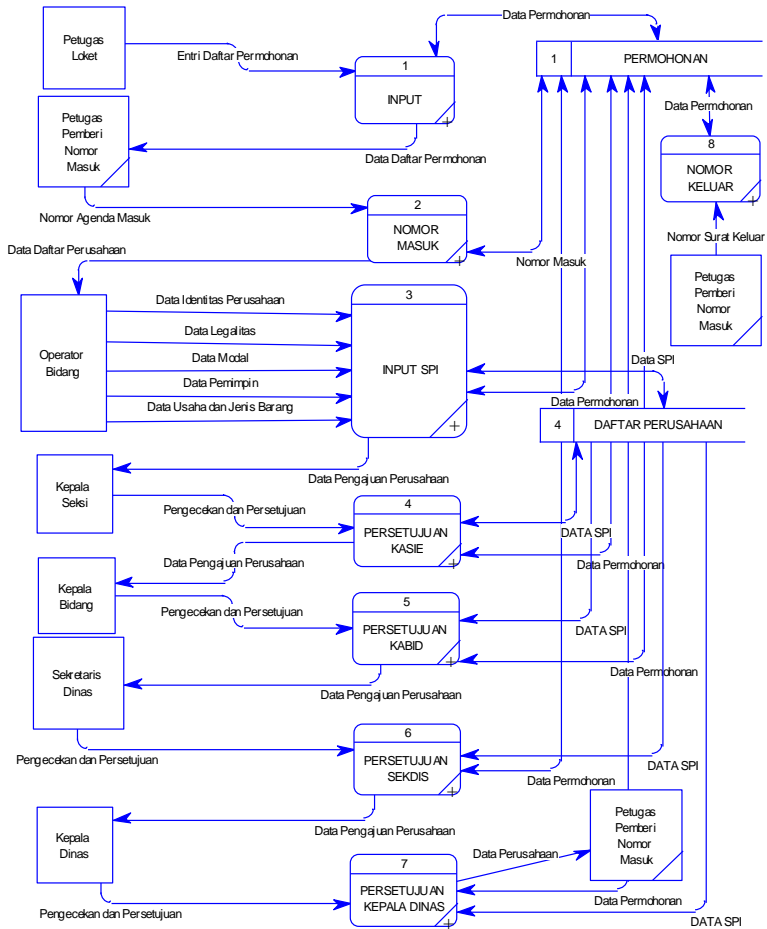 Petugas
Loket
Entri Daftar Permohonan
1
INPUT
Data Permohonan
1 PERMOHONAN
Petugas
Pemberi
Nomor
Masuk
Data Daftar Permohonan
Data Permohonan
8
NOMOR
KELUAR
Nomor Agenda Masuk
2
NOMOR
MASUK
Nomor Masuk
Nomor Surat Keluar
Petugas
Pemberi
Nomor
Masuk
Data Daftar Perusahaan
Operator
Bidang
Data Identitas Perusahaan
Data Legalitas
Data Modal
Data Pemimpin
Data Usaha dan Jenis Barang
3
INPUT SPI
Data SPI
Data Permohonan
4 DAFTAR PERUSAHAAN
Data Pengajuan Perusahaan
Kepala
Seksi
Pengecekan dan Persetujuan
4
PERSETUJUAN
KASIE
DATA SPI
Data Permohonan
Data Pengajuan Perusahaan
Kepala
Bidang
Pengecekan dan Persetujuan
5
PERSETUJUAN
KABID
DATA SPI
Data Permohonan
Data Pengajuan Perusahaan
Sekretaris
Dinas
Pengecekan dan Persetujuan
6
PERSETUJUAN
SEKDIS
DATA SPI
Data Permohonan
Data Pengajuan Perusahaan
Kepala
Dinas
Pengecekan dan Persetujuan
7
PERSETUJUAN
KEPALA DINAS
Data Perusahaan
Petugas
Pemberi
Nomor
Masuk
Data Permohonan
DATA SPI